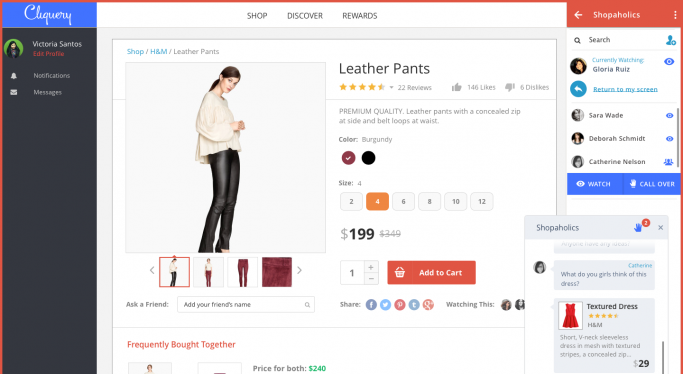 Cliquery
SHOP
DISCOVER
REWARDS
Victoria Santos
Edit Profile
Notifications
Messages
Shop / H&M / Leather Pants
Leather Pants
22 Reviews
146 Likes
6 Dislikes
PREMIUM QUALITY. Leather pants with a concealed zip
at side and belt loops at waist.
Color: Burgundy
Size: 4
2
4
6
8
10
12
$199 $349
1
+
-
Add to Cart
Ask a Friend:
Add your friend's name
Share:
Watching This:
Frequently Bought Together
Price for both: $240
Shopaholics
Search
Currently Watching:
Gloria Ruiz
Return to my screen
Sara Wade
Deborah Schmidt
Catherine Nelson
WATCH
CALL OVER
Shopaholics
2
Catherine
What do you girls think of this
dress?
Textured Dress
H&M
Short, V-neck sleeveless
dress in mesh with textured
stripes, a concealed zip...
$29